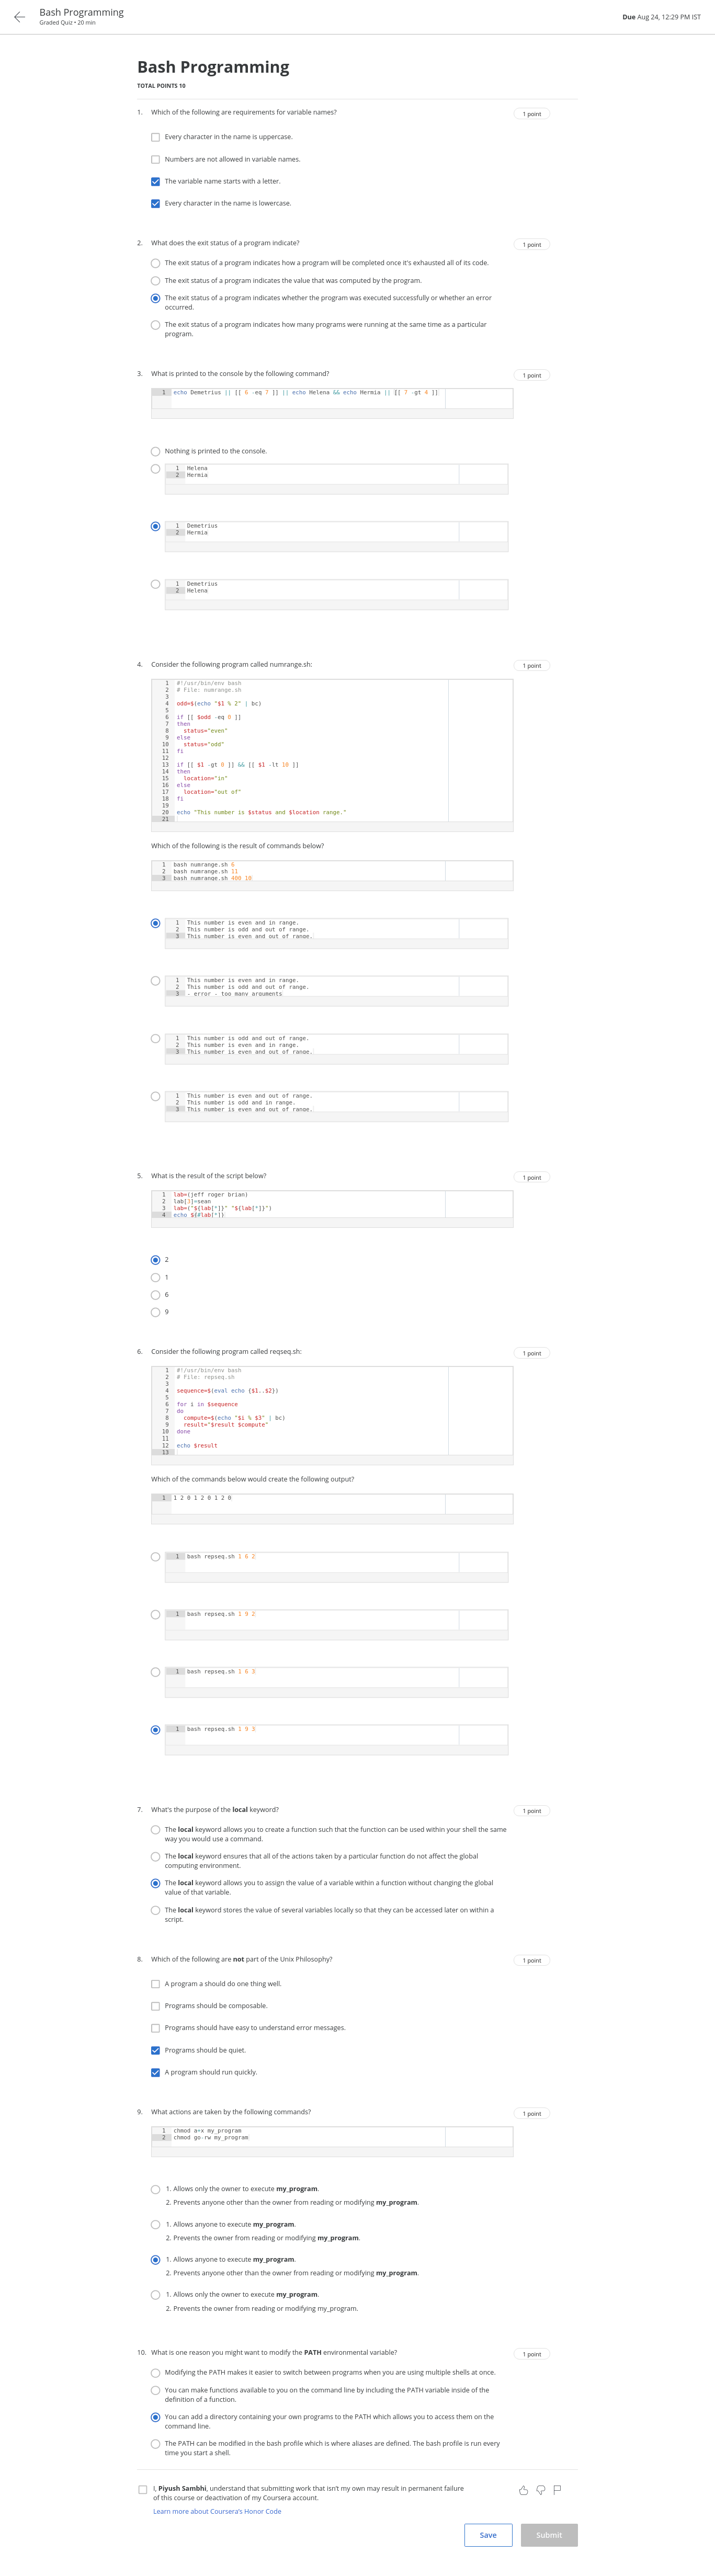 Bash Programming
Graded Quiz • 20 min
Due Aug 24, 12:29 PM IST
Bash Programming
TOTAL POINTS 10
1. Which of the following are requirements for variable names?
1 point
Every character in the name is uppercase.
Numbers are not allowed in variable names.
The variable name starts with a letter.
Every character in the name is lowercase.
2. What does the exit status of a program indicate?
1 point
The exit status of a program indicates how a program will be completed once it's exhausted all of its code.
The exit status of a program indicates the value that was computed by the program.
The exit status of a program indicates whether the program was executed successfully or whether an error
occurred.
The exit status of a program indicates how many programs were running at the same time as a particular
program.
3. What is printed to the console by the following command?
1 point
1 echo Demetrius || [[ 6 -eq 7 ]] || echo Helena && echo Hermia || [[ 7 -gt 4 ]]
Nothing is printed to the console.
1 Helena
2 Hermia
1 Demetrius
2 Hermia
1 Demetrius
2 Helena
4. Consider the following program called numrange.sh:
1 point
1 #!/usr/bin/env bash
2 # File: numrange.sh
3
4 odd=$(echo "$1 % 2" | bc)
5
6 if [[ $odd -eq 0 ]]
7 then
8 status="even"
9 else
10 status="odd"
11 fi
12
13 if [[ $1 -gt 0 ]] && [[ $1 -lt 10 ]]
14 then
15 location="in"
16 else
17 location="out of"
18 fi
19
20 echo "This number is $status and $location range."
21
Which of the following is the result of commands below?
1 bash numrange.sh 6
2 bash numrange.sh 11
3 bash numrange.sh 400 10
1 This number is even and in range.
2 This number is odd and out of range.
3 This number is even and out of range.
1 This number is even and in range.
2 This number is odd and out of range.
3 - error - too many arguments
1 This number is odd and out of range.
2 This number is even and in range.
3 This number is even and out of range.
1 This number is even and out of range.
2 This number is odd and in range.
3 This number is even and out of range.
5. What is the result of the script below?
1 point
1 lab=(jeff roger brian)
2 lab[3]=sean
3 lab=("${lab[*]}" "${lab[*]}")
4 echo ${#lab[*]}
2
1
6
9
6. Consider the following program called reqseq.sh:
1 point
1 #!/usr/bin/env bash
2 # File: repseq.sh
3
4 sequence=$(eval echo {$1..$2})
5
6 for i in $sequence
7 do
8 compute=$(echo "$i % $3" | bc)
9 result="$result $compute"
10 done
11
12 echo $result
13
Which of the commands below would create the following output?
1 1 2 0 1 2 0 1 2 0
1 bash repseq.sh 1 6 2
1 bash repseq.sh 1 9 2
1 bash repseq.sh 1 6 3
1 bash repseq.sh 1 9 3
7. What's the purpose of the local keyword?
1 point
The local keyword allows you to create a function such that the function can be used within your shell the same
way you would use a command.
The local keyword ensures that all of the actions taken by a particular function do not affect the global
computing environment.
The local keyword allows you to assign the value of a variable within a function without changing the global
value of that variable.
The local keyword stores the value of several variables locally so that they can be accessed later on within a
script.
8. Which of the following are not part of the Unix Philosophy?
1 point
A program a should do one thing well.
Programs should be composable.
Programs should have easy to understand error messages.
Programs should be quiet.
A program should run quickly.
9. What actions are taken by the following commands?
1 point
1 chmod a+x my_program
2 chmod go-rw my_program
1. Allows only the owner to execute my_program.
2. Prevents anyone other than the owner from reading or modifying my_program.
1. Allows anyone to execute my_program.
2. Prevents the owner from reading or modifying my_program.
1. Allows anyone to execute my_program.
2. Prevents anyone other than the owner from reading or modifying my_program.
1. Allows only the owner to execute my_program.
2. Prevents the owner from reading or modifying my_program.
10. What is one reason you might want to modify the PATH environmental variable?
1 point
Modifying the PATH makes it easier to switch between programs when you are using multiple shells at once.
You can make functions available to you on the command line by including the PATH variable inside of the
definition of a function.
You can add a directory containing your own programs to the PATH which allows you to access them on the
command line.
The PATH can be modified in the bash profile which is where aliases are defined. The bash profile is run every
time you start a shell.
I, Piyush Sambhi, understand that submitting work that isn't my own may result in permanent failure
of this course or deactivation of my Coursera account.
Learn more about Coursera's Honor Code
Save
Submit